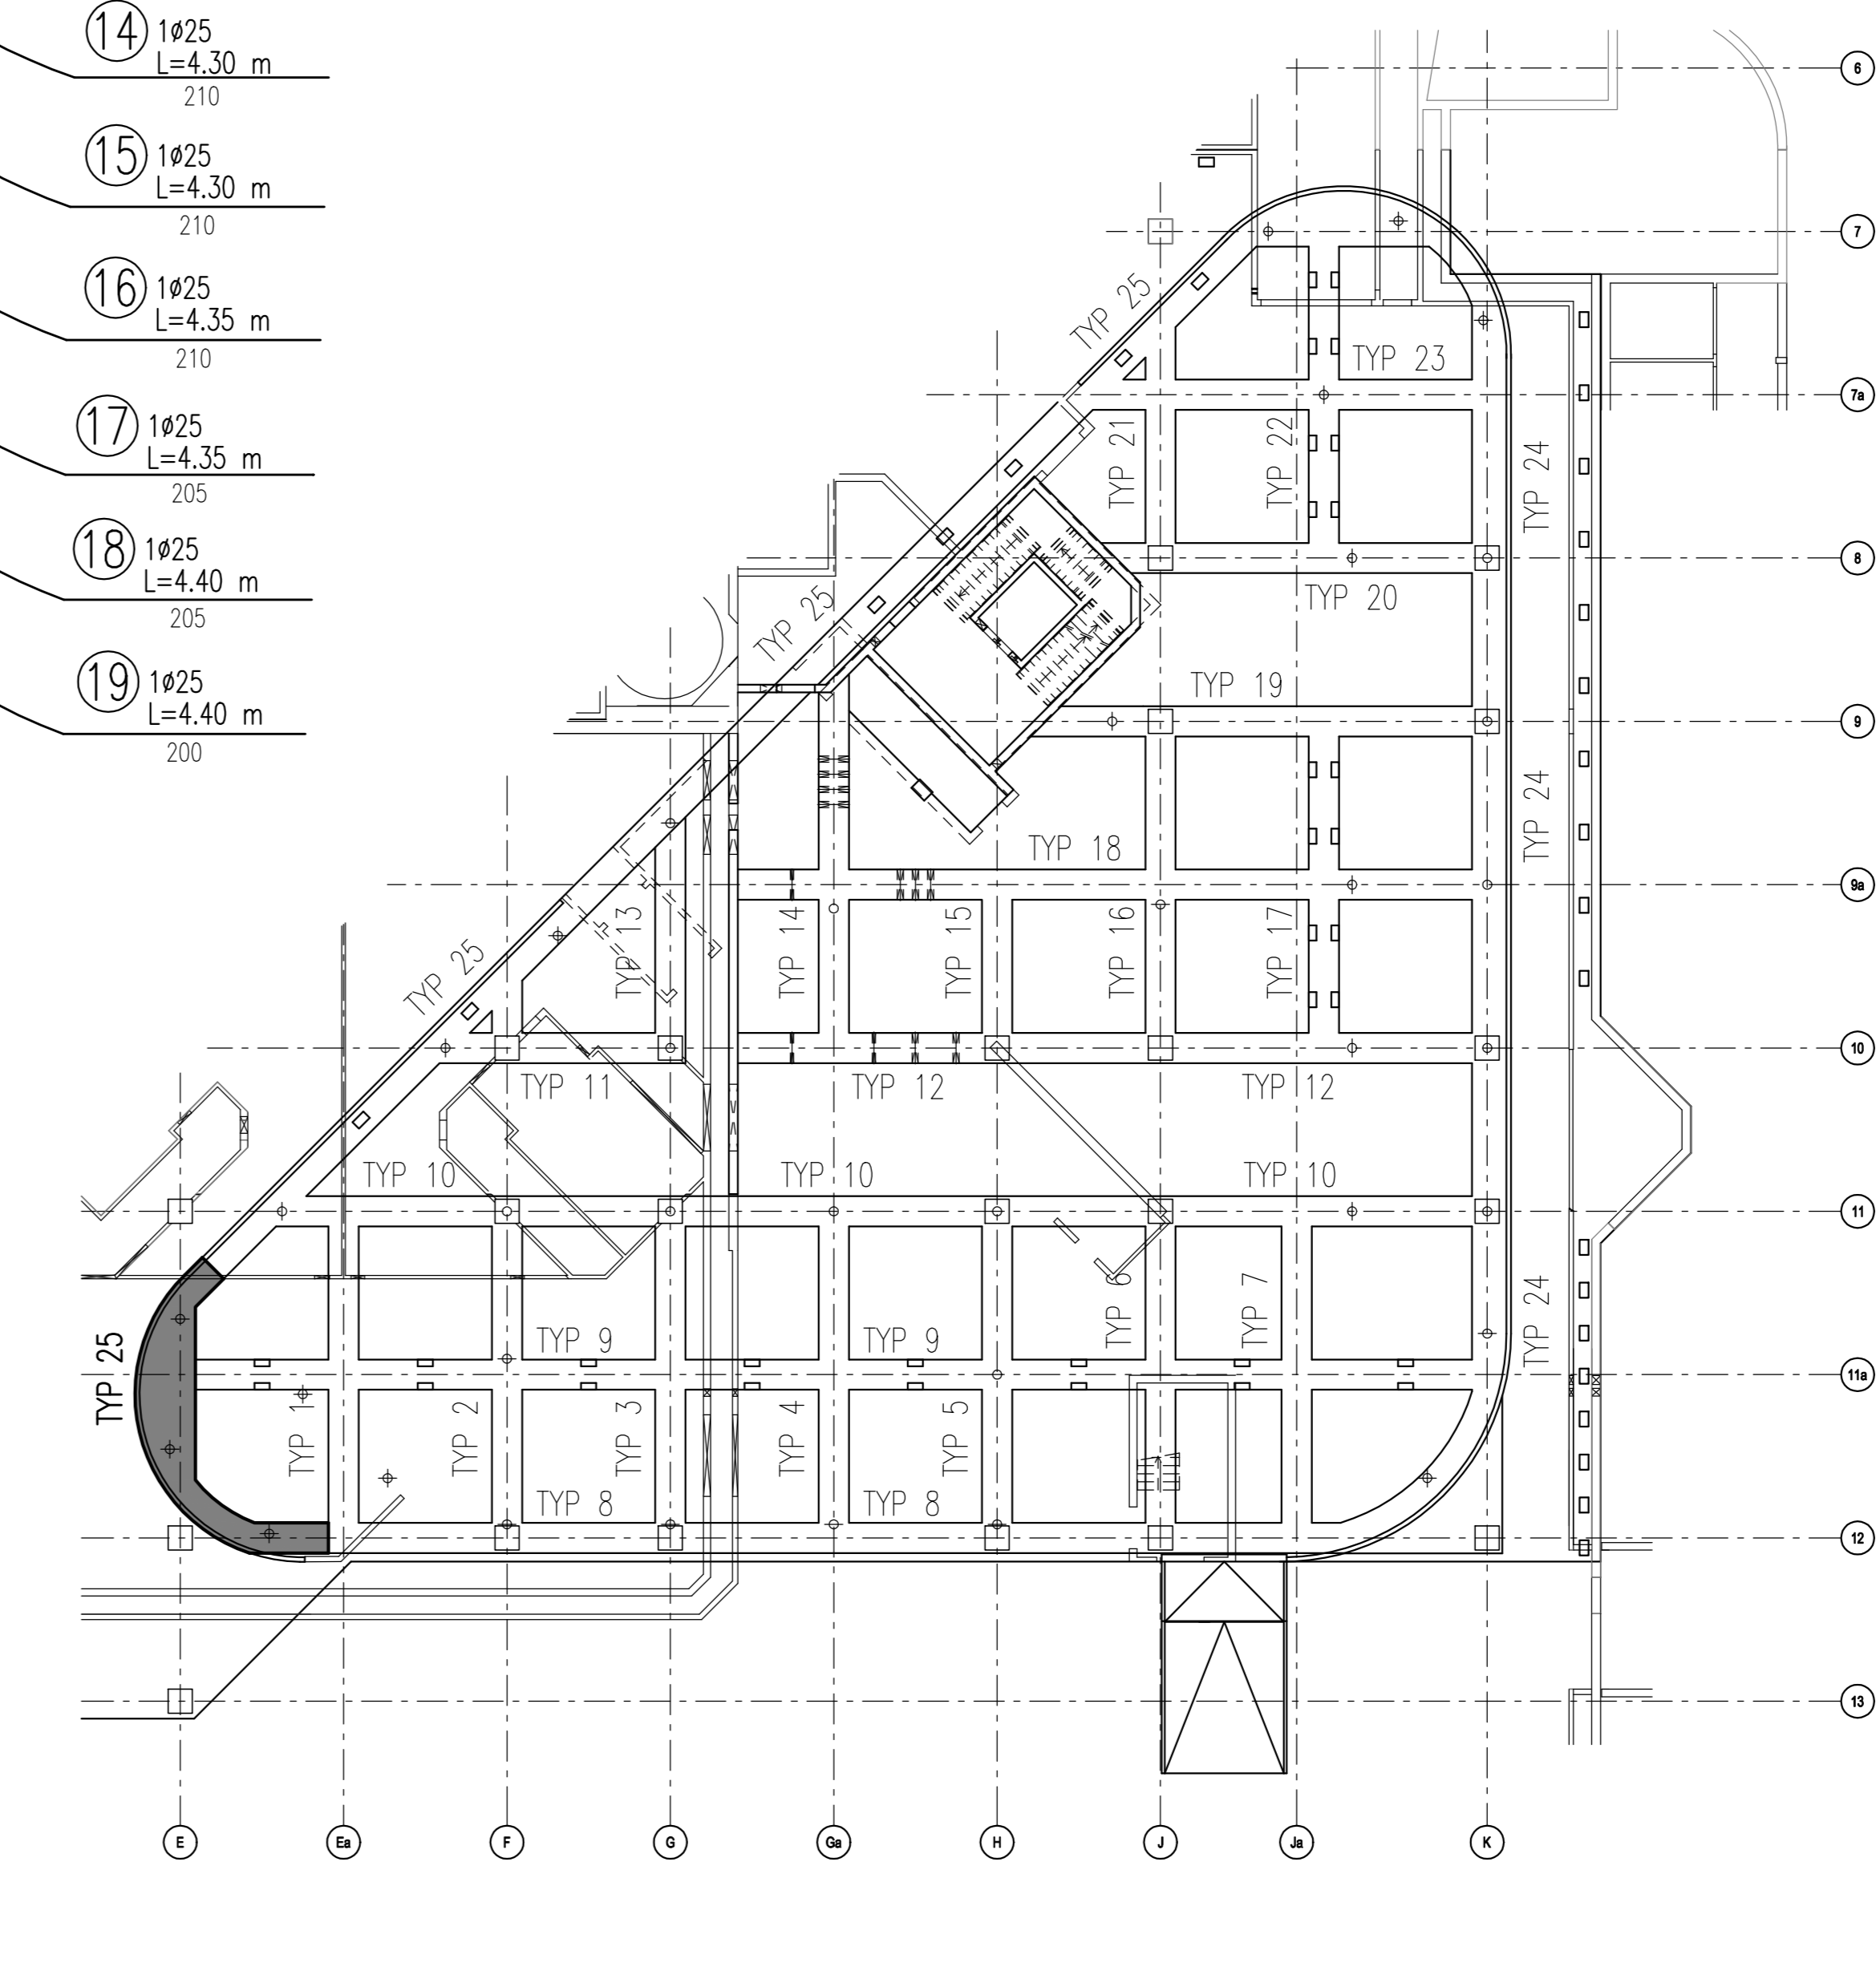 14 1ø25
L=4.30 m
210
15 1ø25
L=4.30 m
210
16 1ø25
L=4.35 m
210
17 1ø25
L=4.35 m
205
18 1ø25
L=4.40 m
205
19 1ø25
L=4.40 m
200
6
7
TYP 25
TYP 23
7a
TYP 21
TYP 22
TYP 24
8
TYP 25
TYP 20
TYP 19
9
TYP 24
TYP 18
9a
TYP 25
TYP 13
TYP 14
TYP 15
TYP 16
TYP 17
10
TYP 11
TYP 12
TYP 12
TYP 10
TYP 10
TYP 10
11
TYP 6
TYP 7
TYP 24
TYP 9
TYP 9
TYP 25
11a
TYP 1
TYP 2
TYP 3
TYP 4
TYP 5
TYP 8
TYP 8
12
13
E
Ea
F
G
Ga
H
J
Ja
K